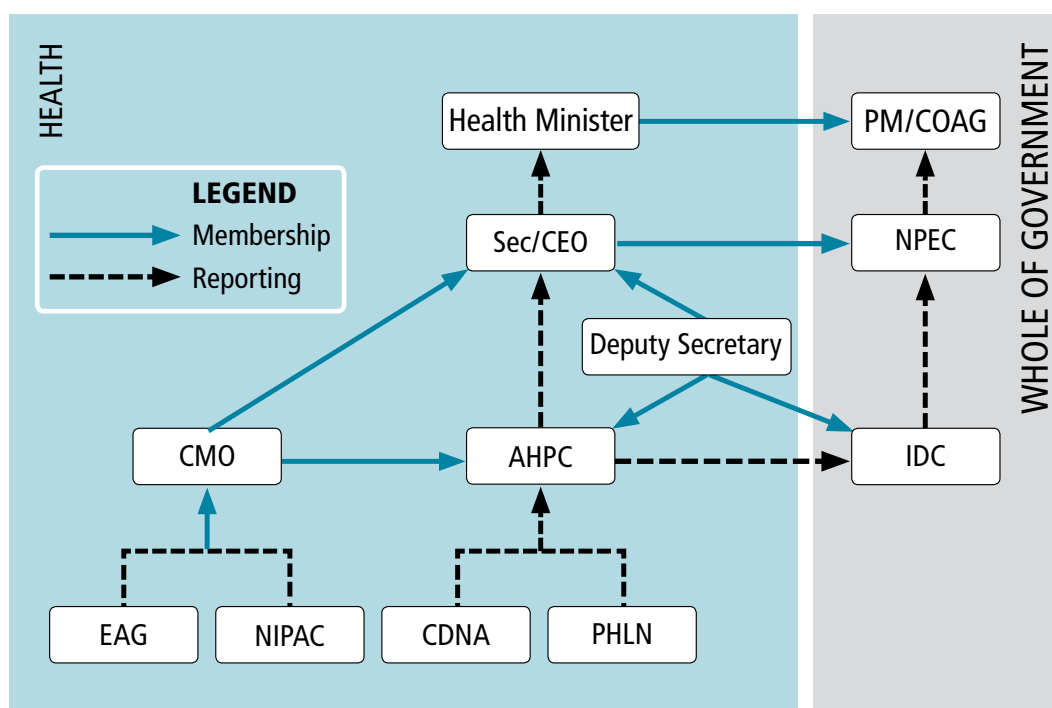 HEALTH
WHOLE OF GOVERNMENT
Health Minister
PM/COAG
LEGEND
Membership
Reporting
Sec/CEO
NPEC
Deputy Secretary
CMO
AHPC
IDC
EAG
NIPAC
CDNA
PHLN